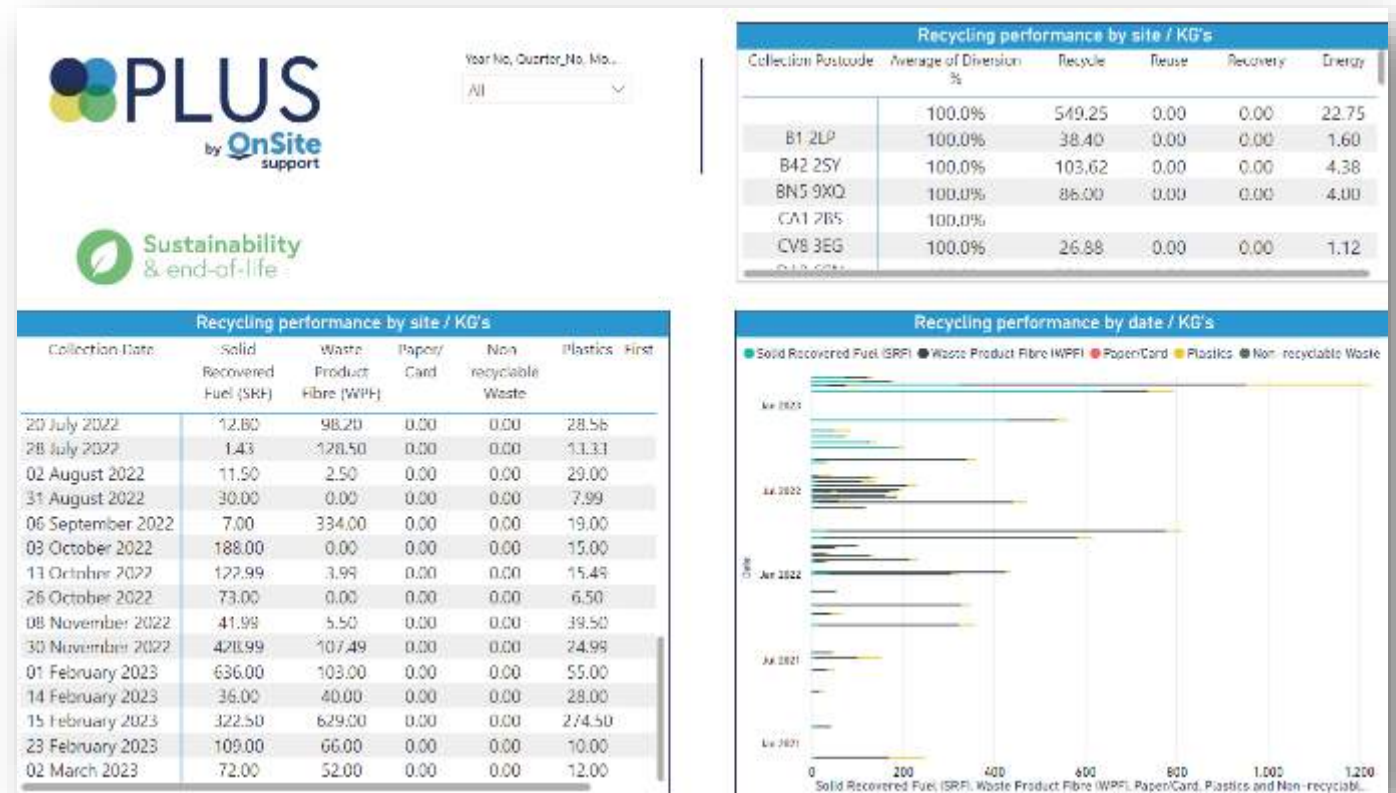 PLUS
by OnSite
support
Year No, Quarter_No, Mo...
All
Sustainability
& end-of-life
Recycling performance by site / KG's
Collection Postcode Average of Diversion % Recycle Reuse Recovery Energy
100.0% 549.25 0.00 0.00 22.75
B1 2LP 100.0% 38.40 0.00 0.00 1.60
B42 2SY 100.0% 103.62 0.00 0.00 4.38
BN5 9XQ 100.0% 86.00 0.00 0.00 4.00
100.0%
CV8 3EG 100.0% 26.88 0.00 0.00 1.12
Recycling performance by site / KG's
Collection Date Solid Recovered Fuel (SRF) Waste Product Fibre (WPF) Paper/ Card Non recyclable Waste Plastics First
20 July 2022 12.80 98.20 0.00 0.00 28.56
28 July 2022 1.43 128.50 0.00 0.00 13.33
02 August 2022 11.50 2.50 0.00 0.00 29.00
31 August 2022 30.00 0.00 0.00 0.00 7.99
06 September 2022 7.00 334.00 0.00 0.00 19.00
03 October 2022 188.00 0.00 0.00 0.00 15.00
13 October 2022 122.99 3.99 0.00 0.00 15.49
26 October 2022 73.00 0.00 0.00 0.00 6.50
08 November 2022 41.99 5.50 0.00 0.00 39.50
30 November 2022 428.99 107.49 0.00 0.00 24.99
01 February 2023 636.00 103.00 0.00 0.00 55.00
14 February 2023 36.00 40.00 0.00 0.00 28.00
15 February 2023 322.50 629.00 0.00 0.00 274.50
23 February 2023 109.00 66.00 0.00 0.00 10.00
02 March 2023 72.00 52.00 0.00 0.00 12.00
Recycling performance by date / KG's
Solid Recovered Fuel (SRF) Waste Product Fibre (WPF) Paper/Card Plastics Non-recyclable Waste
Jan 2023
Jul 2022
Jan 2022
Jul 2021
Jan 2021
Date
0 200 400 600 800 1,000 1,200
Solid Recovered Fuel (SRF), Waste Product Fibre (WPF), Paper/Card, Plastics and Non-recyclabl...